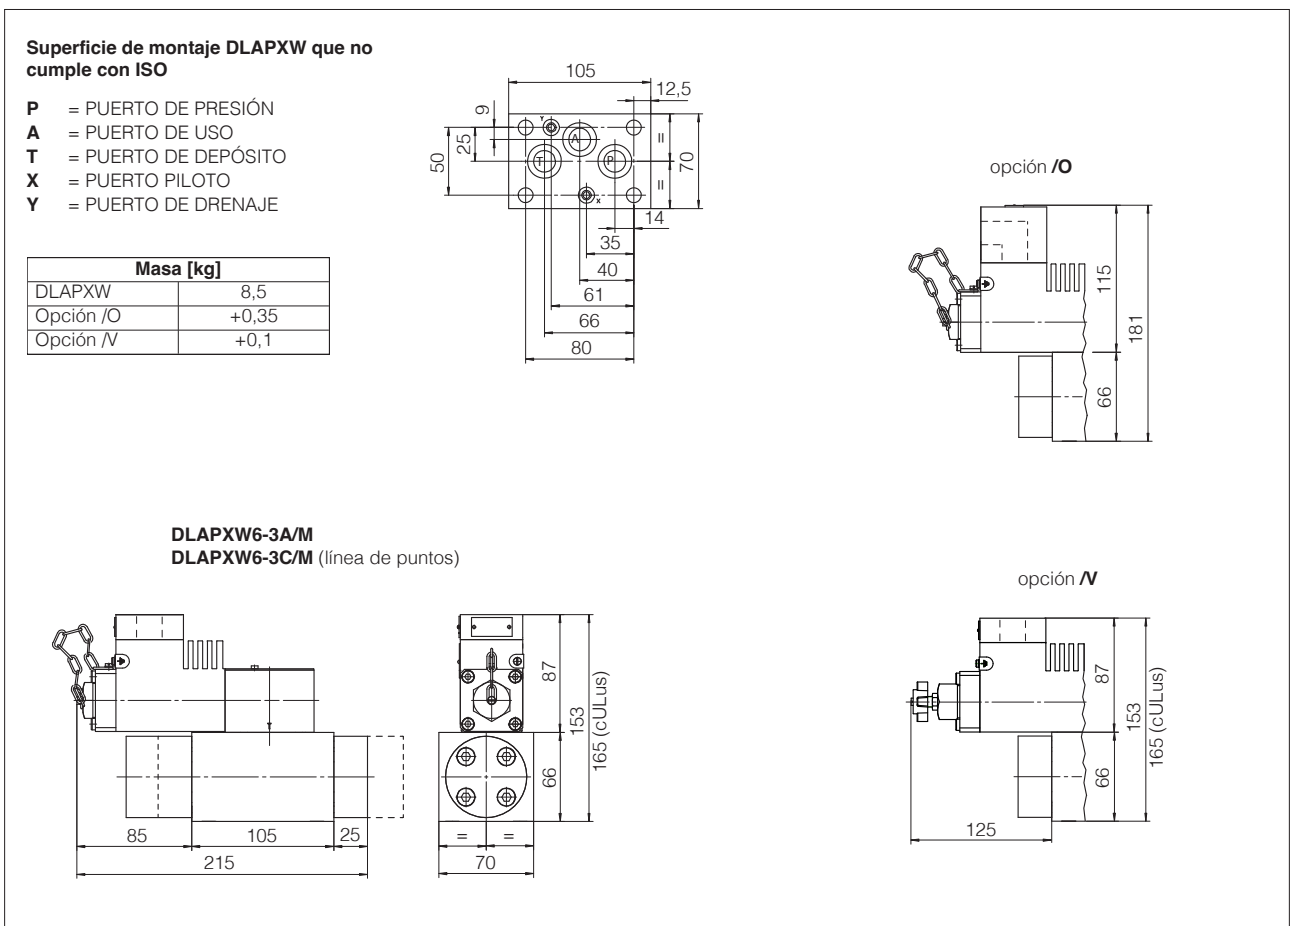 Superficie de montaje DLAPXW que no
cumple con ISO
P = PUERTO DE PRESIÓN
A = PUERTO DE USO
T = PUERTO DE DEPÓSITO
X = PUERTO PILOTO
Y = PUERTO DE DRENAJE
Masa [kg]
DLAPXW 8,5
Opción /O +0,35
Opción /V +0,1
105
12,5
9
25
50
Y
A
T
P
X
=
=
70
14
35
40
61
66
80
opción /O
115
181
66
DLAPXW6-3A/M
DLAPXW6-3C/M (línea de puntos)
85
105
25
215
87
153
165 (cULus)
66
=
=
70
opción /V
87
153
165 (cULus)
66
125